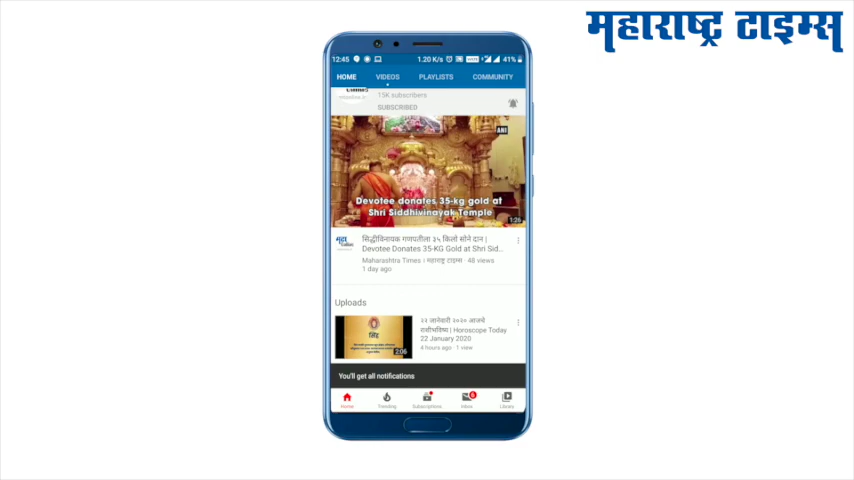 महाराष्ट्र टाइम्स
12:45 1.20 K/s 41%
HOME VIDEOS PLAYLISTS COMMUNITY
15K subscribers
SUBSCRIBED
ANI
Devotee donates 35-kg gold at
Shri Siddhivinayak Temple
1:26
सिद्धीविनायक गणपतीला ३५ किलो सोने दान |
Devotee Donates 35-KG Gold at Shri Sid...
Maharashtra Times । महाराष्ट्र टाइम्स · 48 views
1 day ago
Uploads
सिंह
2:06
२२ जानेवारी २०२० आजचे
राशीभविष्य | Horoscope Today
22 January 2020
4 hours ago · 1 view
You'll get all notifications
Home Trending Subscriptions Inbox Library